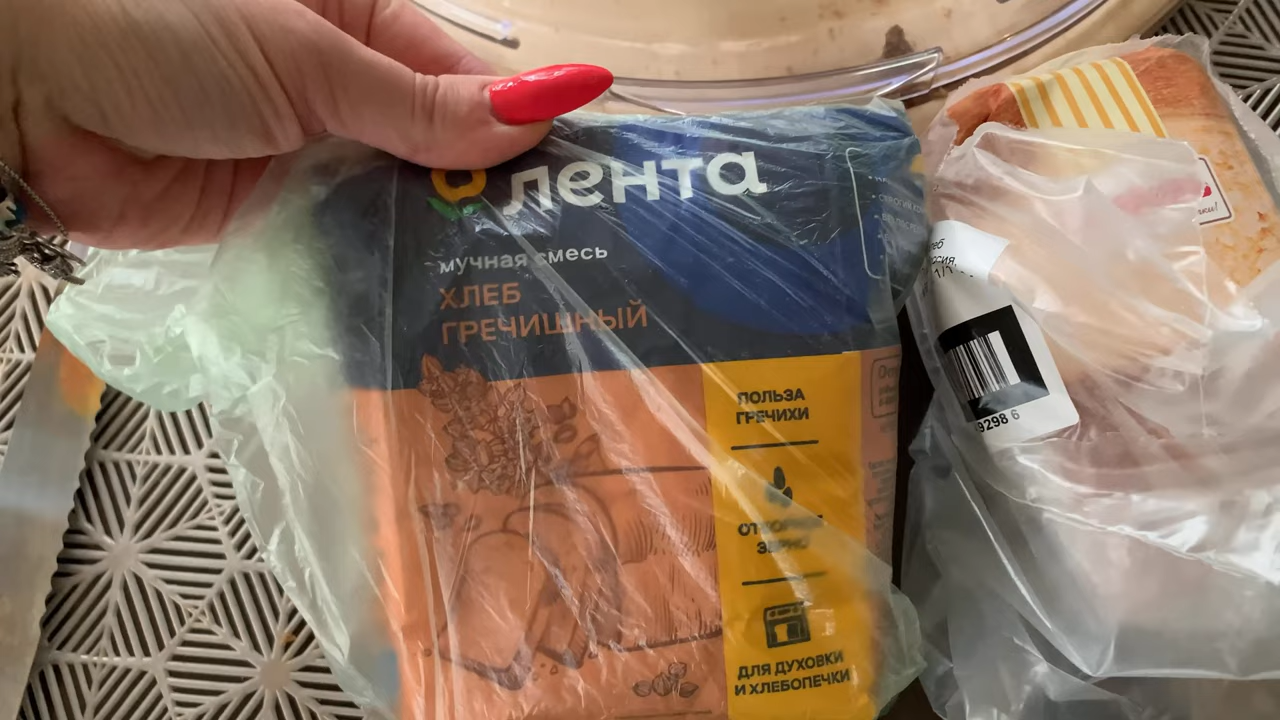 лента
мучная смесь
ХЛЕБ
ГРЕЧИШНЫЙ
ПОЛЬЗА
ГРЕЧИХИ
ОТБОРНОЕ
ЗЕРНО
ДЛЯ ДУХОВКИ
И ХЛЕБОПЕЧКИ
9298 6